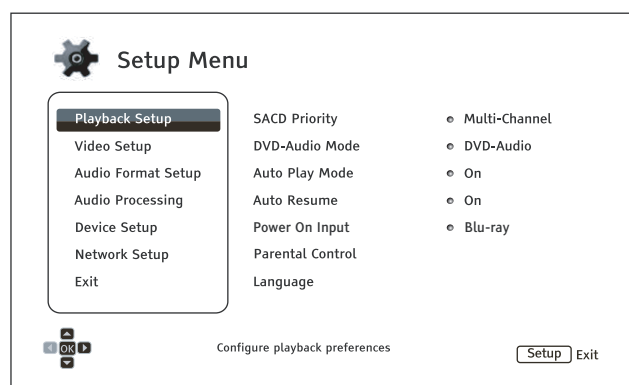 Setup Menu
Playback Setup SACD Priority Multi-Channel
Video Setup DVD-Audio Mode DVD-Audio
Audio Format Setup Auto Play Mode On
Audio Processing Auto Resume On
Device Setup Power On Input Blu-ray
Network Setup Parental Control
Exit Language
OK Configure playback preferences Setup Exit